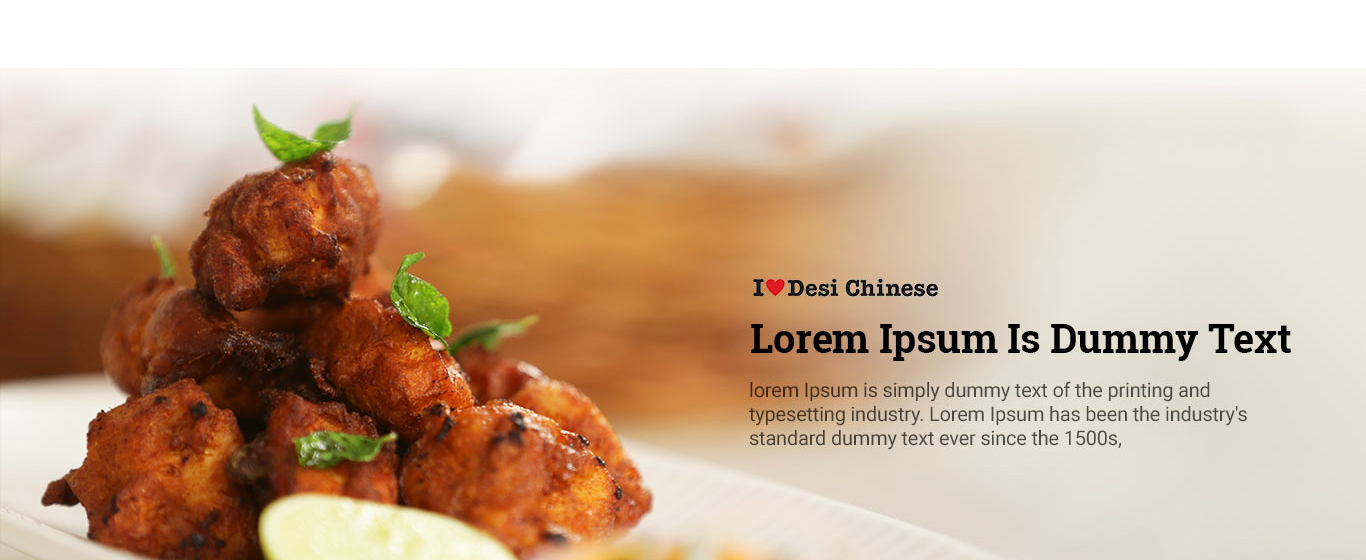 I❤Desi Chinese
Lorem Ipsum Is Dummy Text
lorem Ipsum is simply dummy text of the printing and
typesetting industry. Lorem Ipsum has been the industry's
standard dummy text ever since the 1500s,